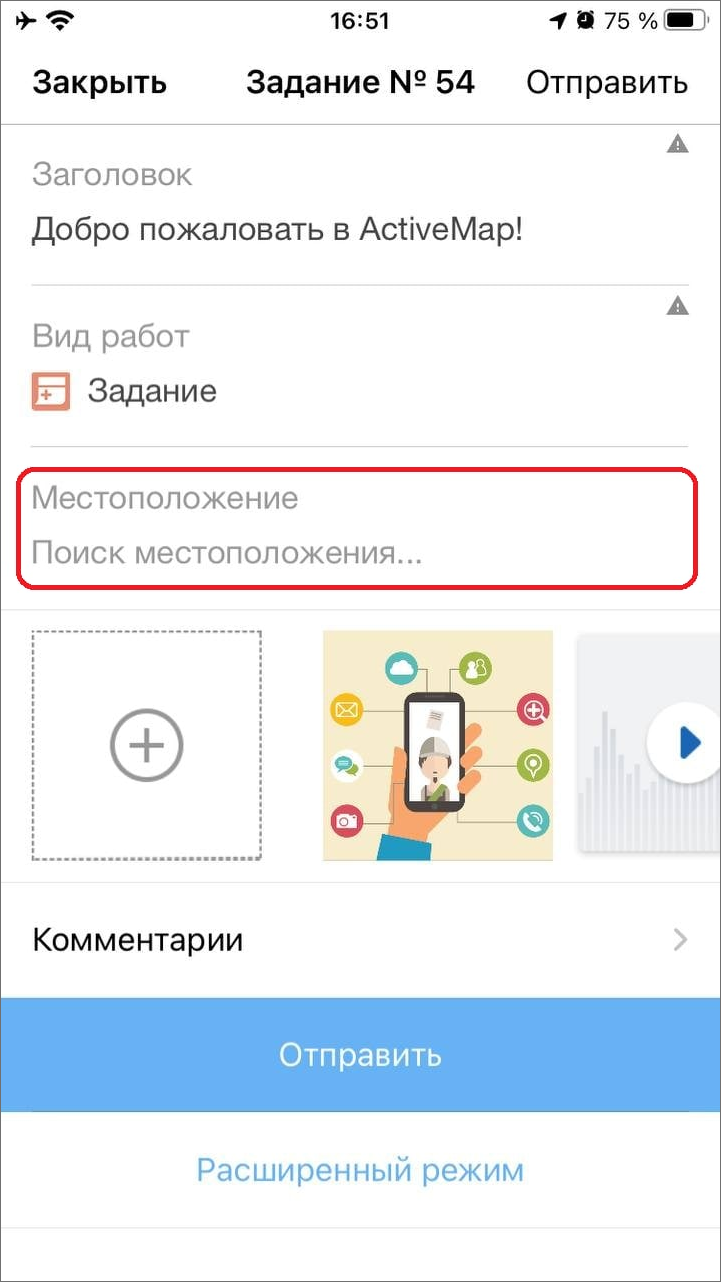 16:51
75 %
Закрыть
Задание № 54
Отправить
Заголовок
Добро пожаловать в ActiveMap!
Вид работ
Задание
Местоположение
Поиск местоположения...
Комментарии
Отправить
Расширенный режим